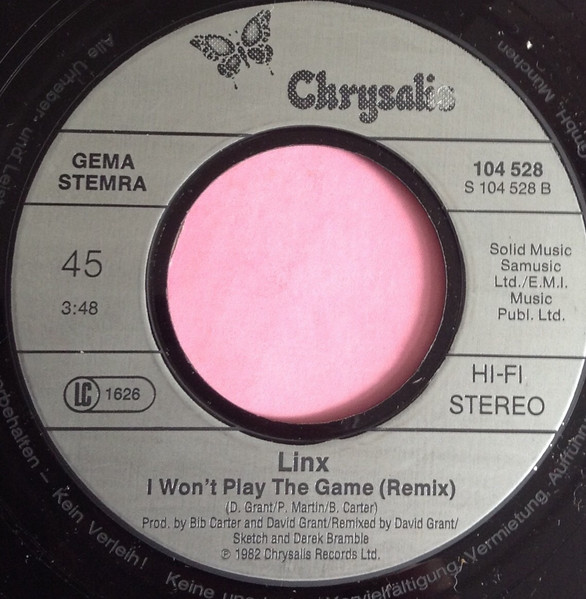 Chrysalis
GEMA
STEMRA
104 528
S 104 528 B
45
3:48
Solid Music
Samusic
Ltd./E.M.I.
Music
Publ. Ltd.
LC 1626
HI-FI
STEREO
Linx
I Won't Play The Game (Remix)
(D. Grant/P. Martin/B. Carter)
Prod. by Bib Carter and David Grant/Remixed by David Grant/
Sketch and Derek Bramble
℗ 1982 Chrysalis Records Ltd.
Alle Urheber- und
GmbH, München
vorbehalten – Kein Verleih! Keine
Vervielfältigung, Vermietung, Aufführung